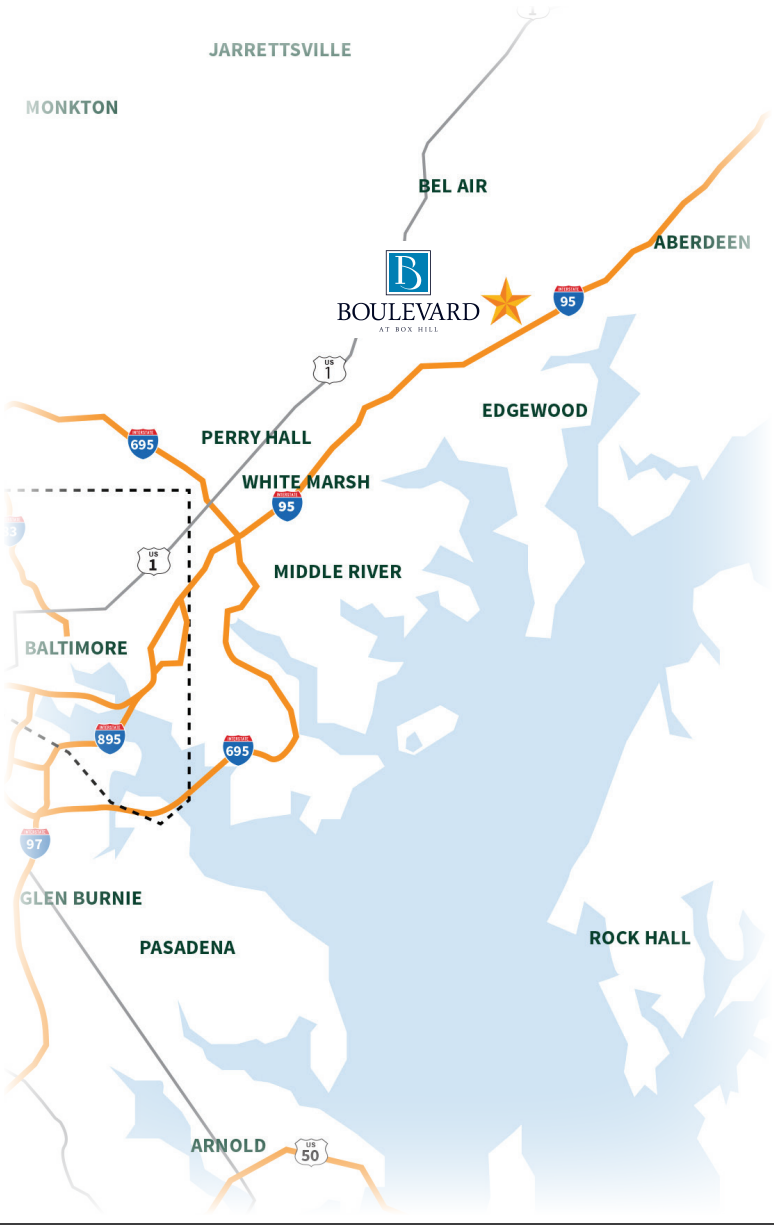 1
JARRETTSVILLE
MONKTON
BEL AIR
ABERDEEN
B
BOULEVARD
AT BOX HILL
INTERSTATE
95
US
1
EDGEWOOD
INTERSTATE
695
PERRY HALL
WHITE MARSH
INTERSTATE
95
US
1
MIDDLE RIVER
BALTIMORE
INTERSTATE
895
INTERSTATE
695
INTERSTATE
97
GLEN BURNIE
ROCK HALL
PASADENA
ARNOLD
US
50